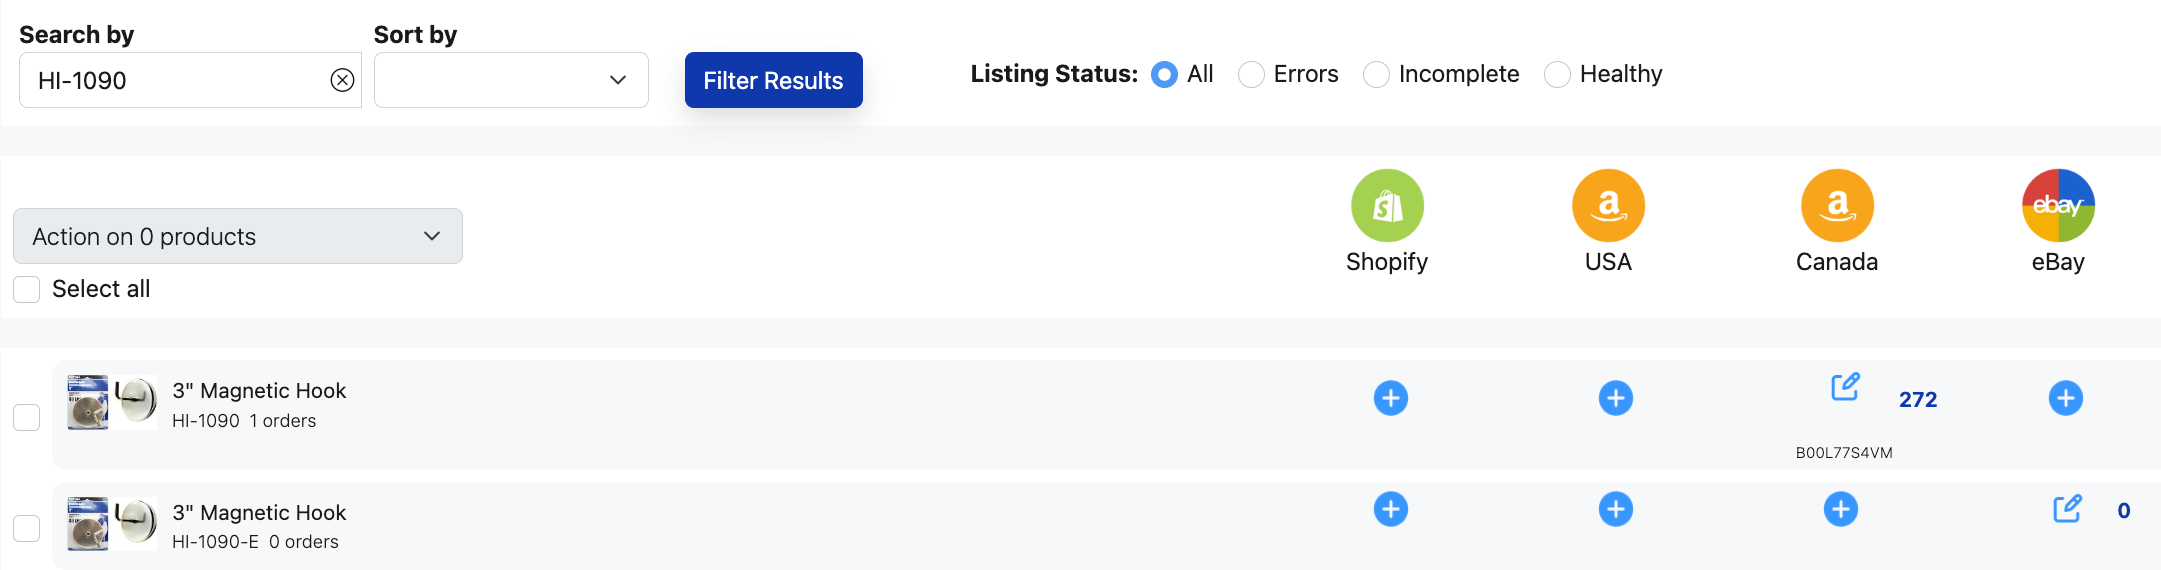 Search by
Sort by
HI-1090
Filter Results
Listing Status:
All
Errors
Incomplete
Healthy
ebay
Action on 0 products
Shopify
USA
Canada
eBay
Select all
3" Magnetic Hook
HI-1090 1 orders
272
B00L77S4VM
3" Magnetic Hook
HI-1090-E 0 orders
0